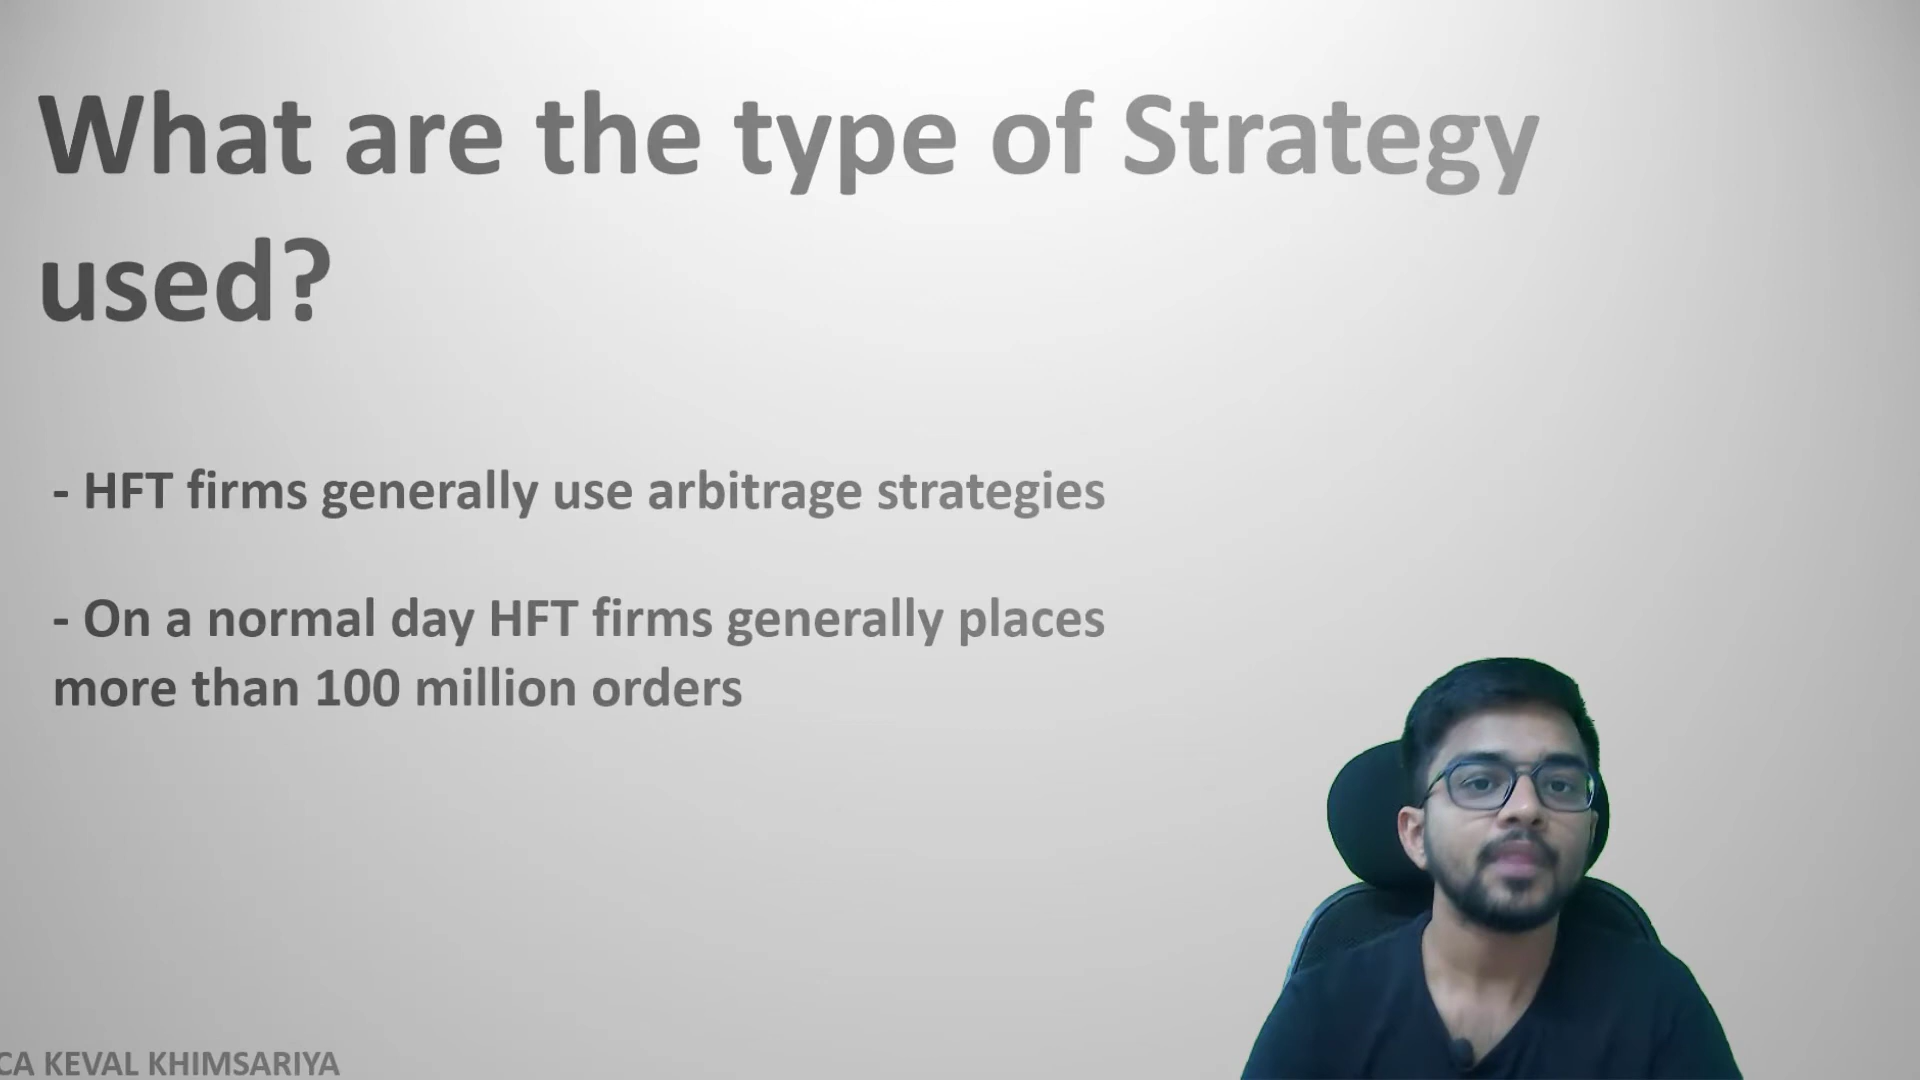 What are the type of Strategy
used?
- HFT firms generally use arbitrage strategies
- On a normal day HFT firms generally places
more than 100 million orders
CA KEVAL KHIMSARIYA